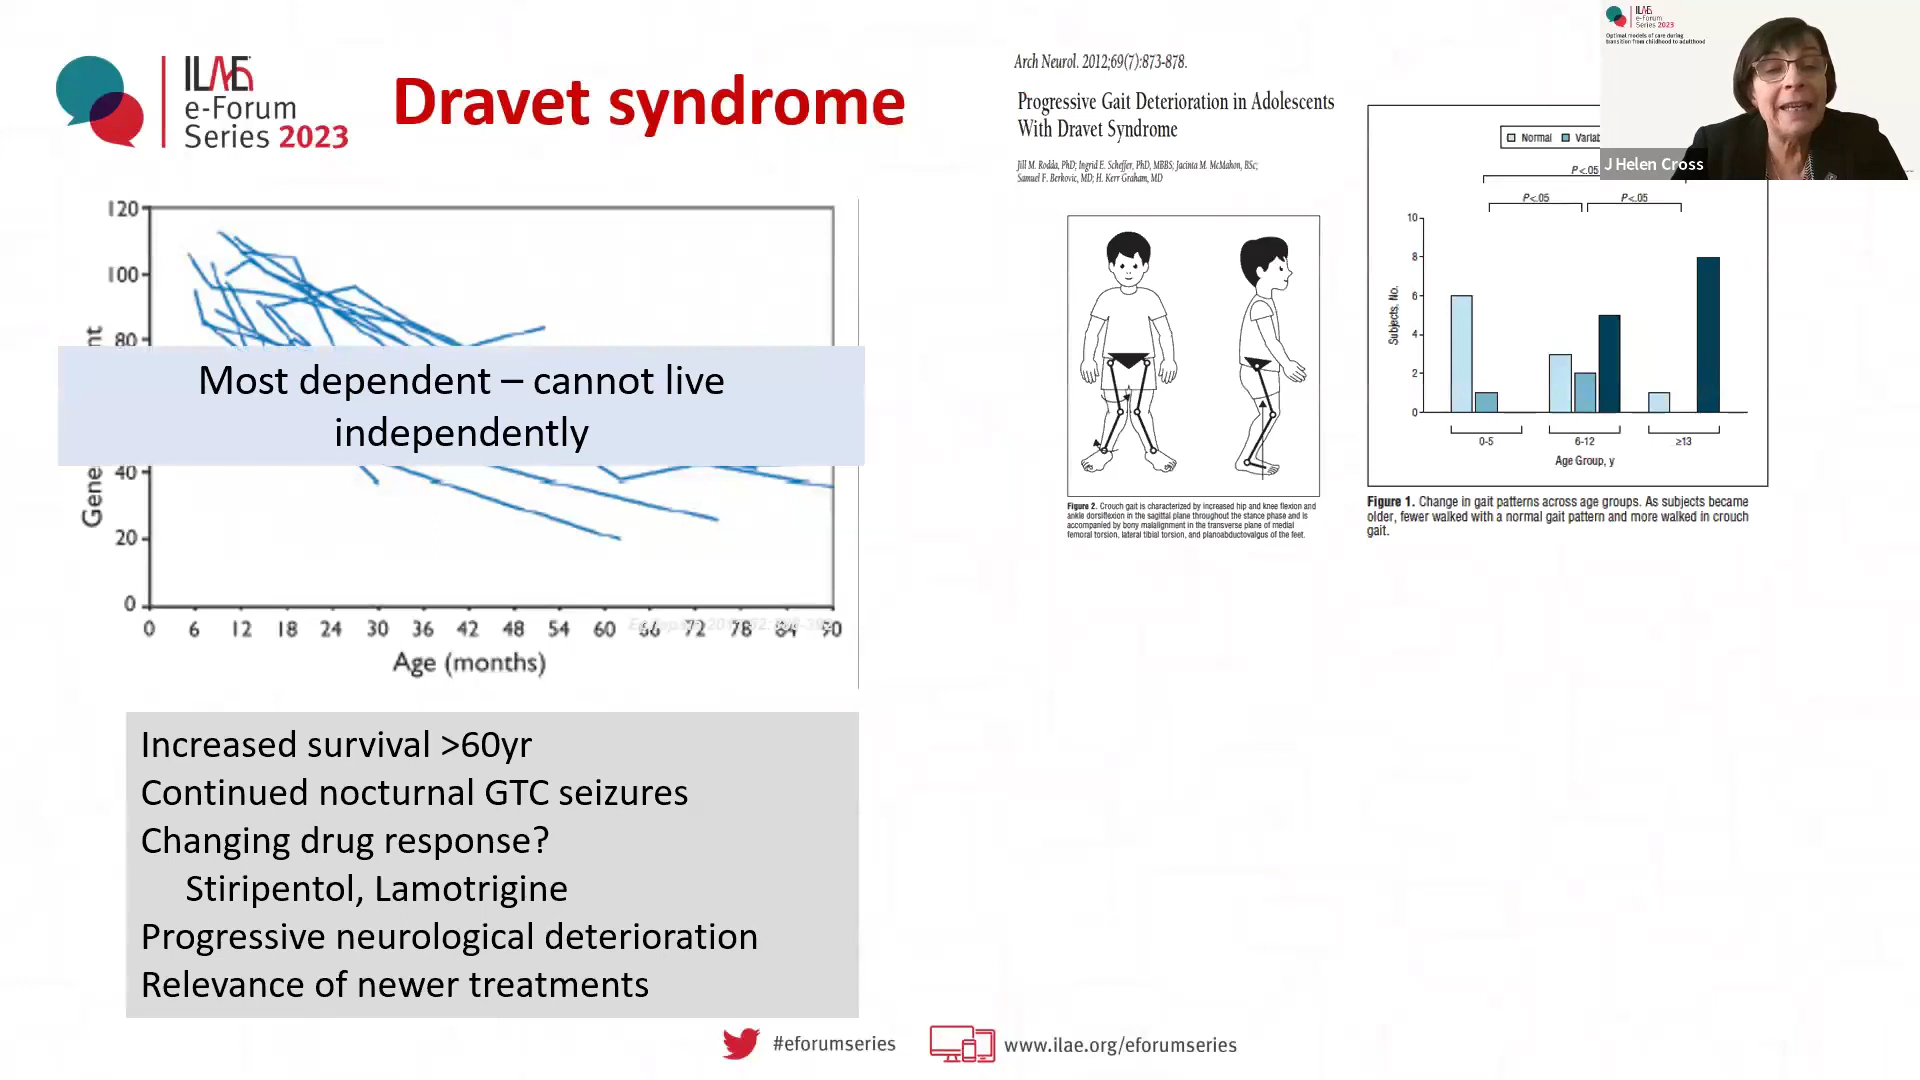 ILAE
e-Forum
Series 2023
Dravet syndrome
120
100
80
40
20
0
0 6 12 18 24 30 36 42 48 54 60 66 72 78 84 90
Age (months)
Most dependent – cannot live
independently
Increased survival >60yr
Continued nocturnal GTC seizures
Changing drug response?
Stiripentol, Lamotrigine
Progressive neurological deterioration
Relevance of newer treatments
Arch Neurol. 2012;69(7):873-878.
Progressive Gait Deterioration in Adolescents
With Dravet Syndrome
Jill M. Rodda, PhD; Ingrid E. Scheffer, PhD, MBBS; Jacinta M. McMahon, BSc;
Samuel F. Berkovic, MD; H. Kerr Graham, MD
Figure 2. Crouch gait is characterized by increased hip and knee flexion and
ankle dorsiflexion in the sagittal plane throughout the stance phase and is
accompanied by bony malalignment in the transverse plane of medial
femoral torsion, lateral tibial torsion, and planoabductovalgus of the feet.
Normal
P<.05
P<.05 P<.05
10
8
6
4
2
0
Subjects, No.
0-5 6-12 ≥13
Age Group, y
Figure 1. Change in gait patterns across age groups. As subjects became
older, fewer walked with a normal gait pattern and more walked in crouch
gait.
ILAE
e-Forum
Series 2023
Optimal models of care during
transition from childhood to adulthood
J Helen Cross
#eforumseries
www.ilae.org/eforumseries